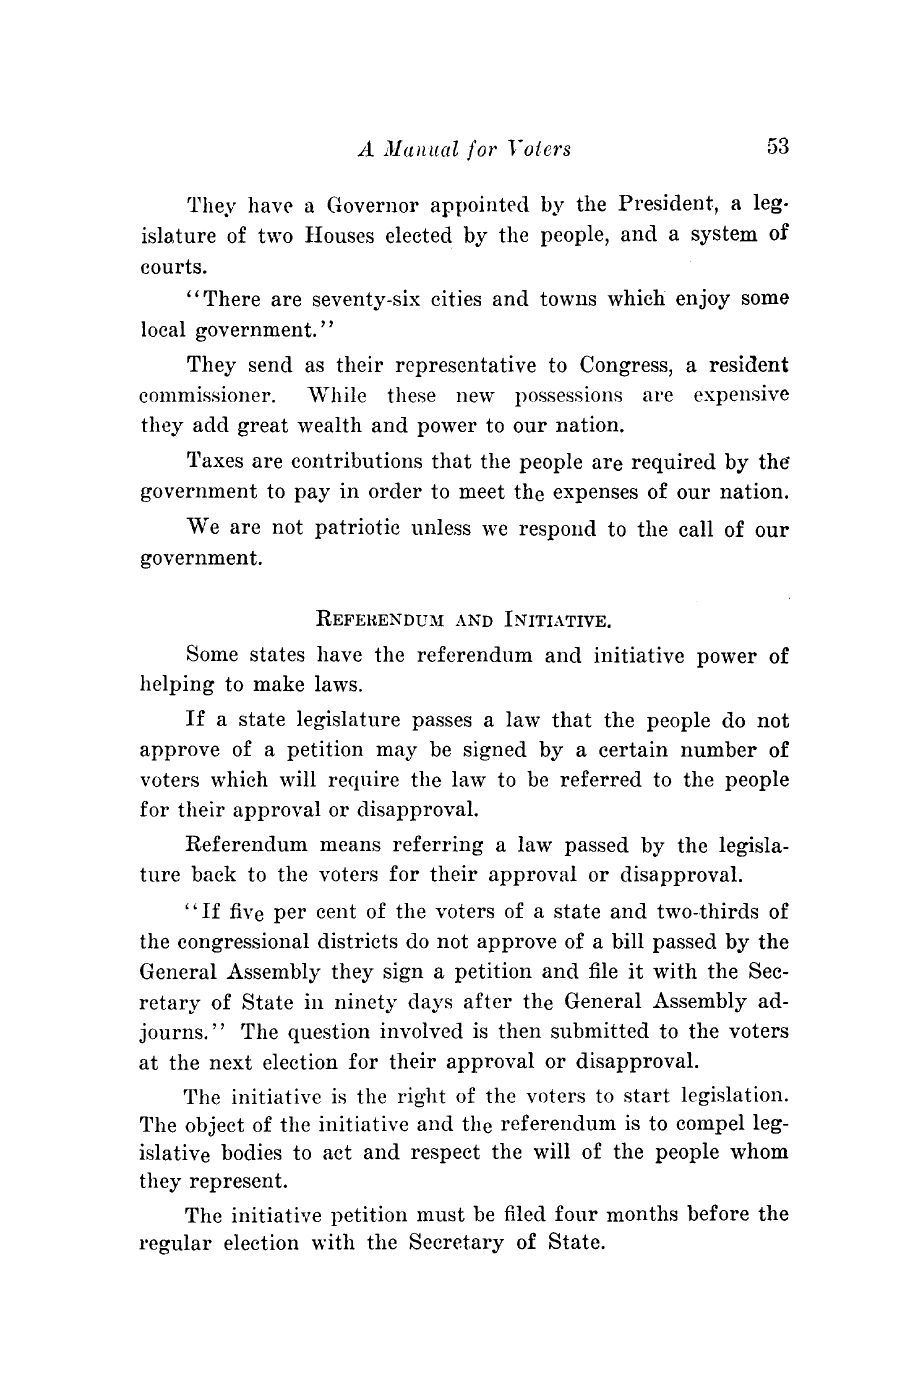 A Manual for Voters 53
They have a Governor appointed by the President, a leg-
islature of two Houses elected by the people, and a system of
courts.
"There are seventy-six cities and towns which enjoy some
local government."
They send as their representative to Congress, a resident
commissioner. While these new possessions are expensive
they add great wealth and power to our nation.
Taxes are contributions that the people are required by the
government to pay in order to meet the expenses of our nation.
We are not patriotic unless we respond to the call of our
government.
REFERENDUM AND INITIATIVE.
Some states have the referendum and initiative power of
helping to make laws.
If a state legislature passes a law that the people do not
approve of a petition may be signed by a certain number of
voters which will require the law to be referred to the people
for their approval or disapproval.
Referendum means referring a law passed by the legisla-
ture back to the voters for their approval or disapproval.
"If five per cent of the voters of a state and two-thirds of
the congressional districts do not approve of a bill passed by the
General Assembly they sign a petition and file it with the Sec-
retary of State in ninety days after the General Assembly ad-
journs." The question involved is then submitted to the voters
at the next election for their approval or disapproval.
The initiative is the right of the voters to start legislation.
The object of the initiative and the referendum is to compel leg-
islative bodies to act and respect the will of the people whom
they represent.
The initiative petition must be filed four months before the
regular election with the Secretary of State.